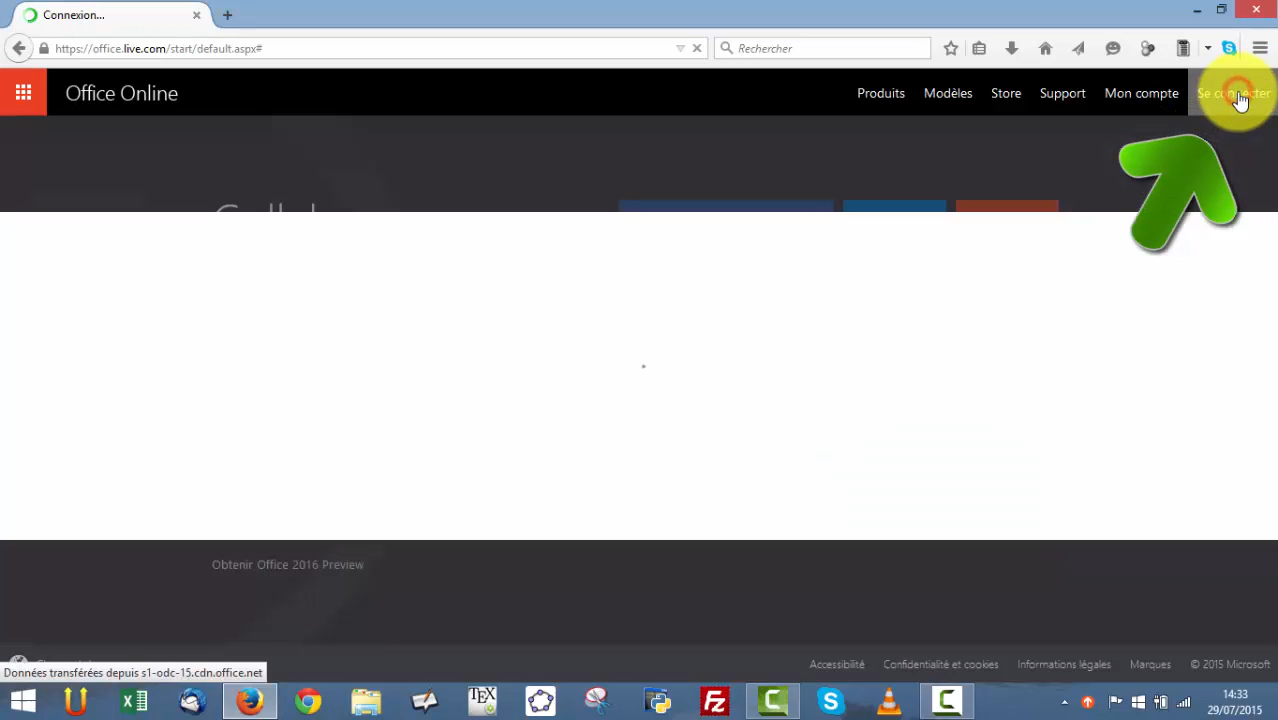 Connexion...
https://office.live.com/start/default.aspx#
Rechercher
Office Online
Produits Modèles Store Support Mon compte Se connecter
Obtenir Office 2016 Preview
Données transférées depuis s1-odc-15.cdn.office.net
Accessibilité Confidentialité et cookies Informations légales Marques © 2015 Microsoft
14:33
29/07/2015